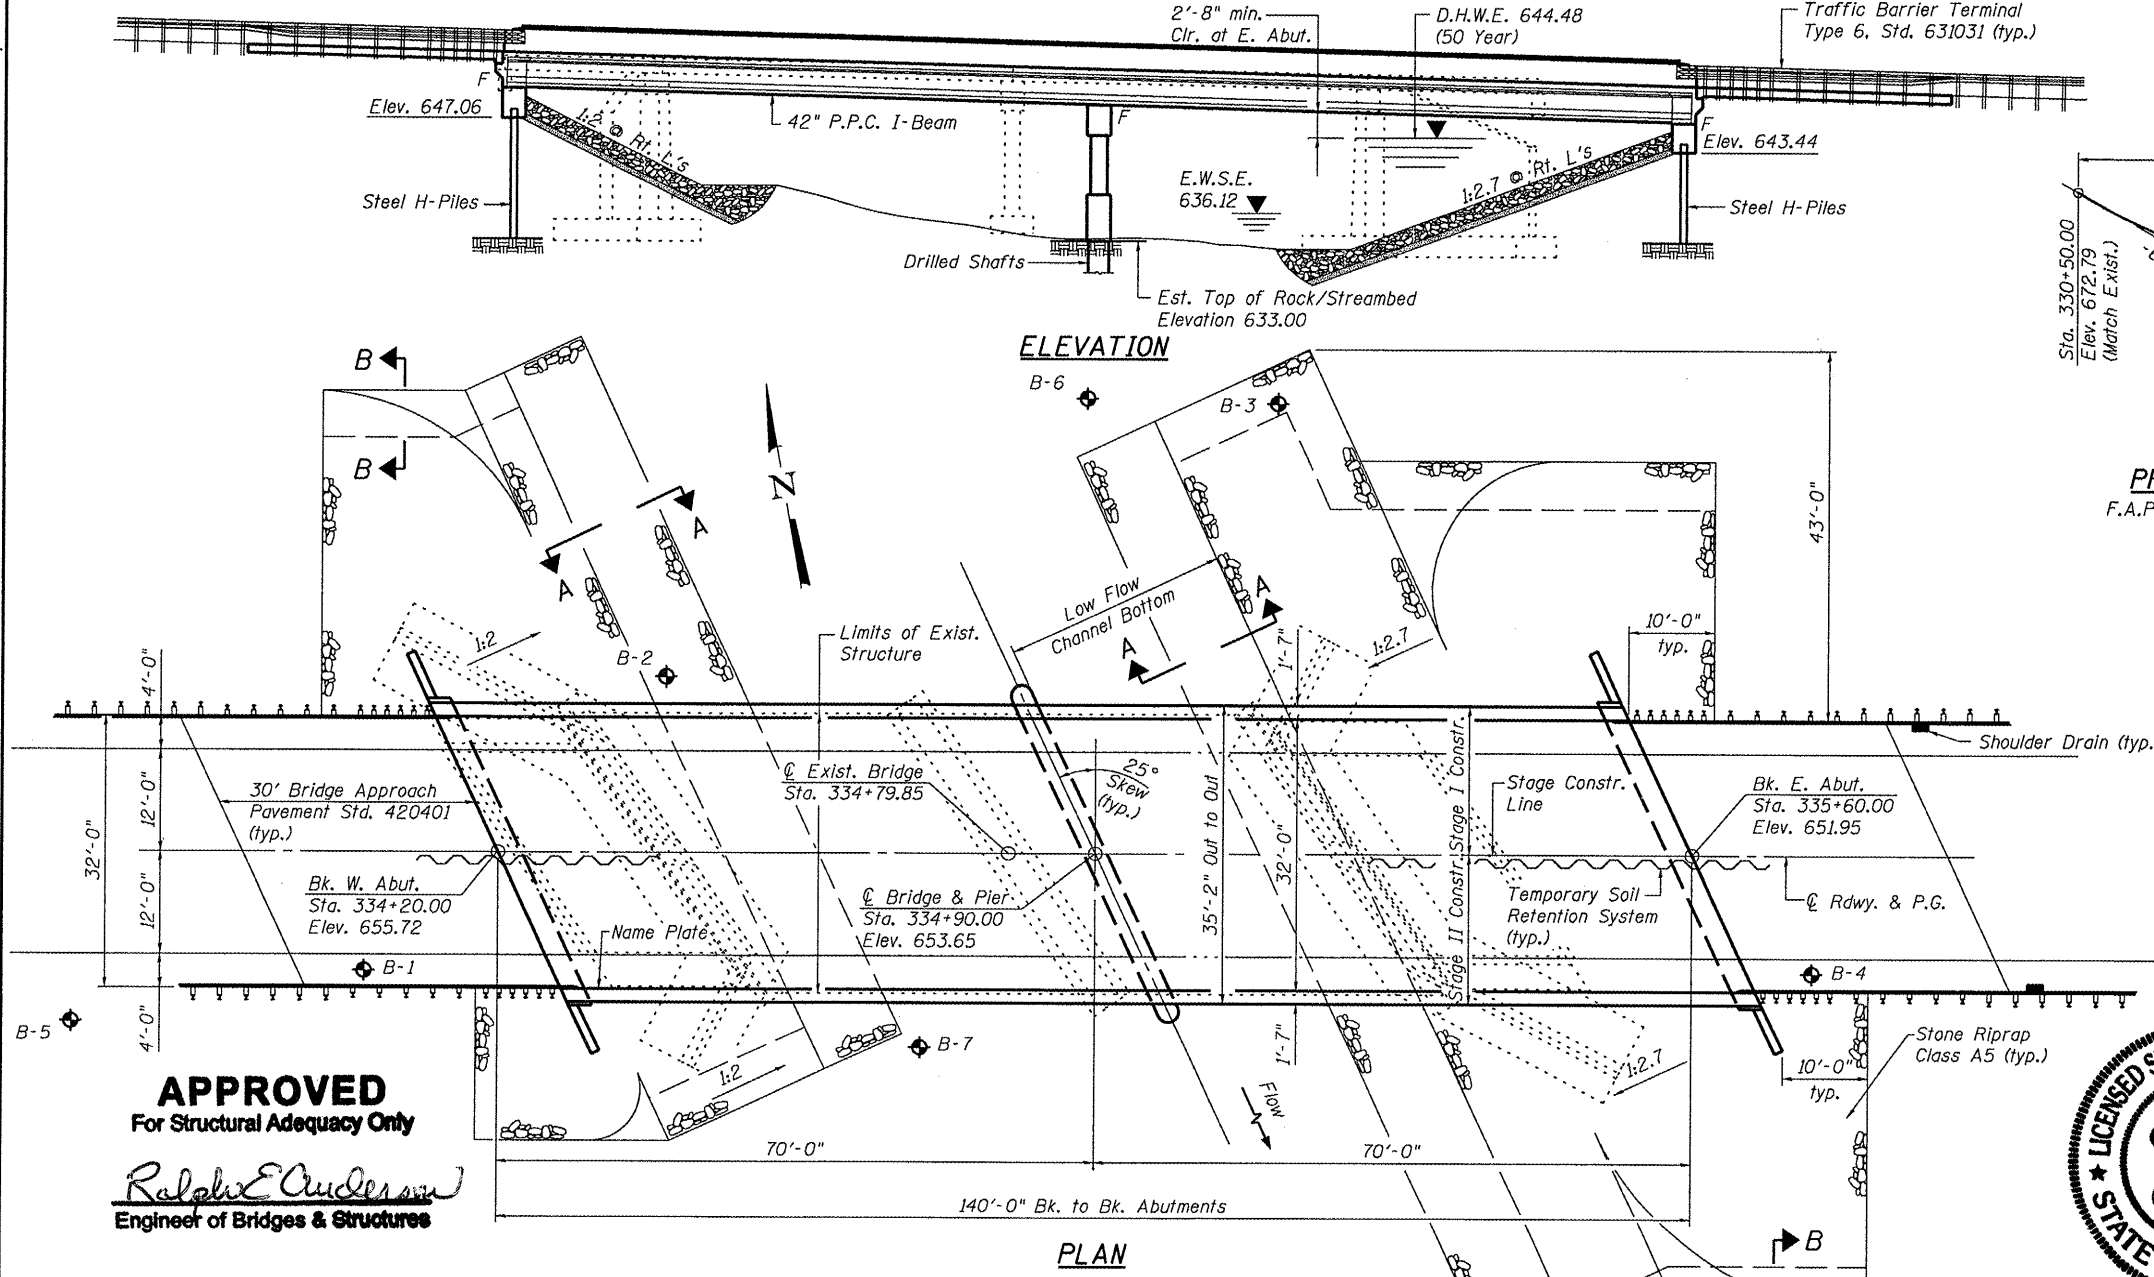 2'-8" min.
Clr. at E. Abut.
D.H.W.E. 644.48
(50 Year)
Traffic Barrier Terminal
Type 6, Std. 631031 (typ.)
F
Elev. 647.06
1:2 @ Rt. L's
42" P.P.C. I-Beam
F
F
Elev. 643.44
E.W.S.E.
636.12
1:2.7 @ Rt. L's
Steel H-Piles
Steel H-Piles
Drilled Shafts
Est. Top of Rock/Streambed
Elevation 633.00
Sta. 330+50.00
Elev. 672.79
(Match Exist.)
ELEVATION
B
B-6
B-3
B
N
F.A.P
43'-0"
A
A
Low Flow
Channel Bottom
A
A
1:2
B-2
Limits of Exist.
Structure
1'-7"
1:2.7
10'-0"
typ.
4'-0"
Shoulder Drain (typ.
12'-0"
32'-0"
30' Bridge Approach
Pavement Std. 420401
(typ.)
℄ Exist. Bridge
Sta. 334+79.85
25°
Skew
(typ.)
35'-2" Out to Out
32'-0"
Stage I Constr.
Stage II Constr.
Stage Constr.
Line
Bk. E. Abut.
Sta. 335+60.00
Elev. 651.95
12'-0"
Bk. W. Abut.
Sta. 334+20.00
Elev. 655.72
℄ Bridge & Pier
Sta. 334+90.00
Elev. 653.65
Temporary Soil
Retention System
(typ.)
℄ Rdwy. & P.G.
Name Plate
B-1
B-4
4'-0"
B-5
B-7
1'-7"
1:2
1:2.7
Flow
Stone Riprap
Class A5 (typ.)
10'-0"
typ.
APPROVED
For Structural Adequacy Only
Ralph E Anderson
Engineer of Bridges & Structures
70'-0"
70'-0"
140'-0" Bk. to Bk. Abutments
LICENSED S
STATE
B
PLAN